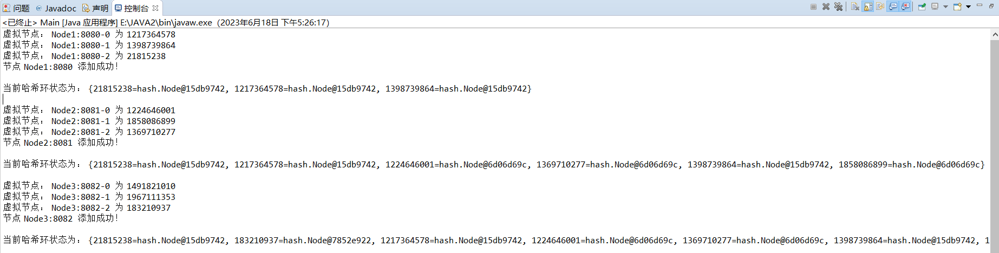 问题 @ Javadoc 声明 控制台
<已终止> Main [Java 应用程序] E:\JAVA2\bin\javaw.exe (2023年6月18日 下午5:26:17)
虚拟节点： Node1:8080-0 为 1217364578
虚拟节点： Node1:8080-1 为 1398739864
虚拟节点： Node1:8080-2 为 21815238
节点 Node1:8080 添加成功！
当前哈希环状态为： {21815238=hash.Node@15db9742, 1217364578=hash.Node@15db9742, 1398739864=hash.Node@15db9742}
虚拟节点： Node2:8081-0 为 1224646001
虚拟节点： Node2:8081-1 为 1858086899
虚拟节点： Node2:8081-2 为 1369710277
节点 Node2:8081 添加成功！
当前哈希环状态为： {21815238=hash.Node@15db9742, 1217364578=hash.Node@15db9742, 1224646001=hash.Node@6d06d69c, 1369710277=hash.Node@6d06d69c, 1398739864=hash.Node@15db9742, 1858086899=hash.Node@6d06d69c}
虚拟节点： Node3:8082-0 为 1491821010
虚拟节点： Node3:8082-1 为 1967111353
虚拟节点： Node3:8082-2 为 183210937
节点 Node3:8082 添加成功！
当前哈希环状态为： {21815238=hash.Node@15db9742, 183210937=hash.Node@7852e922, 1217364578=hash.Node@15db9742, 1224646001=hash.Node@6d06d69c, 1369710277=hash.Node@6d06d69c, 1398739864=hash.Node@15db9742, 1